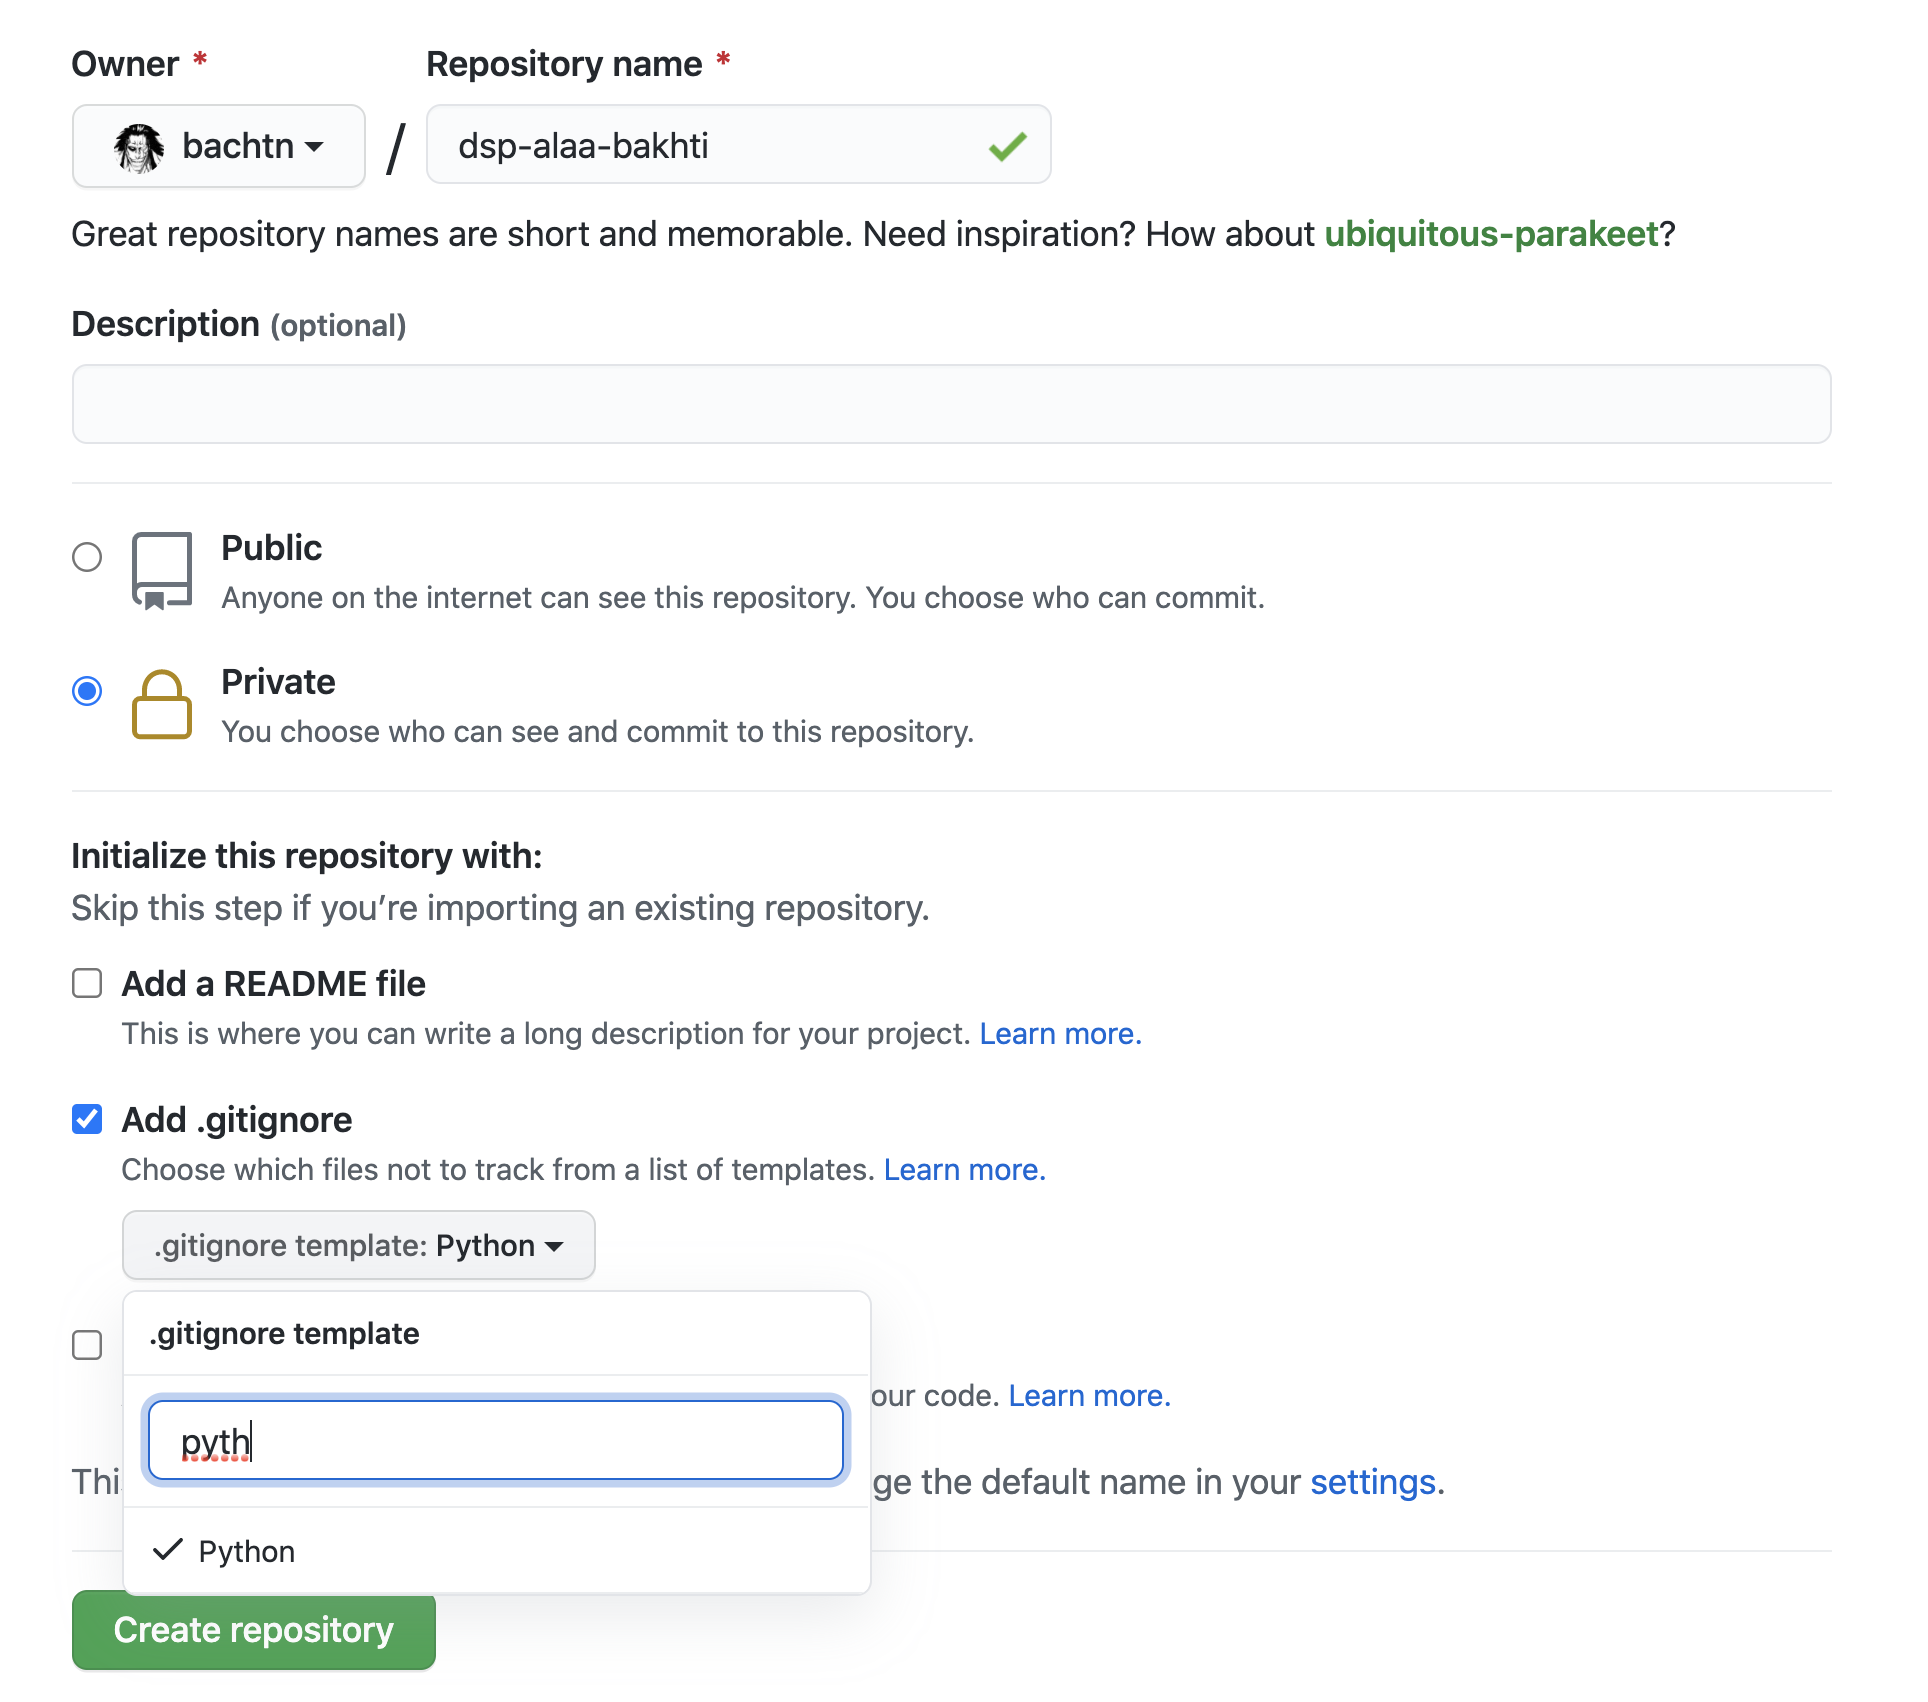 Owner *
Repository name *
bachtn / dsp-alaa-bakhti
Great repository names are short and memorable. Need inspiration? How about ubiquitous-parakeet?
Description (optional)
Public
Anyone on the internet can see this repository. You choose who can commit.
Private
You choose who can see and commit to this repository.
Initialize this repository with:
Skip this step if you’re importing an existing repository.
Add a README file
This is where you can write a long description for your project. Learn more.
Add .gitignore
Choose which files not to track from a list of templates. Learn more.
.gitignore template: Python
.gitignore template
our code. Learn more.
pyth
Thi
ge the default name in your settings.
Python
Create repository